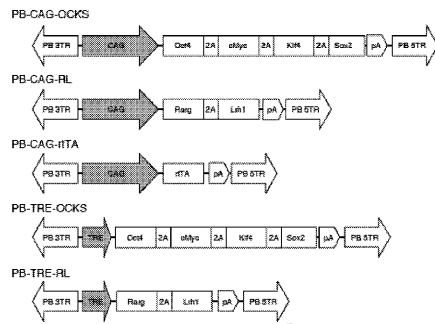 PB-CAG-OCKS
PB 3TR CAG Oct4 2A cMyc 2A Klf4 2A Sox2 pA PB 5TR
PB-CAG-RL
PB 3TR CAG Rarg 2A Lrh1 pA PB 5TR
PB-CAG-rtTA
PB 3TR CAG rtTA pA PB 5TR
PB-TRE-OCKS
PB 3TR TRE Oct4 2A cMyc 2A Klf4 2A Sox2 pA PB 5TR
PB-TRE-RL
PB 3TR TRE Rarg 2A Lrh1 pA PB 5TR